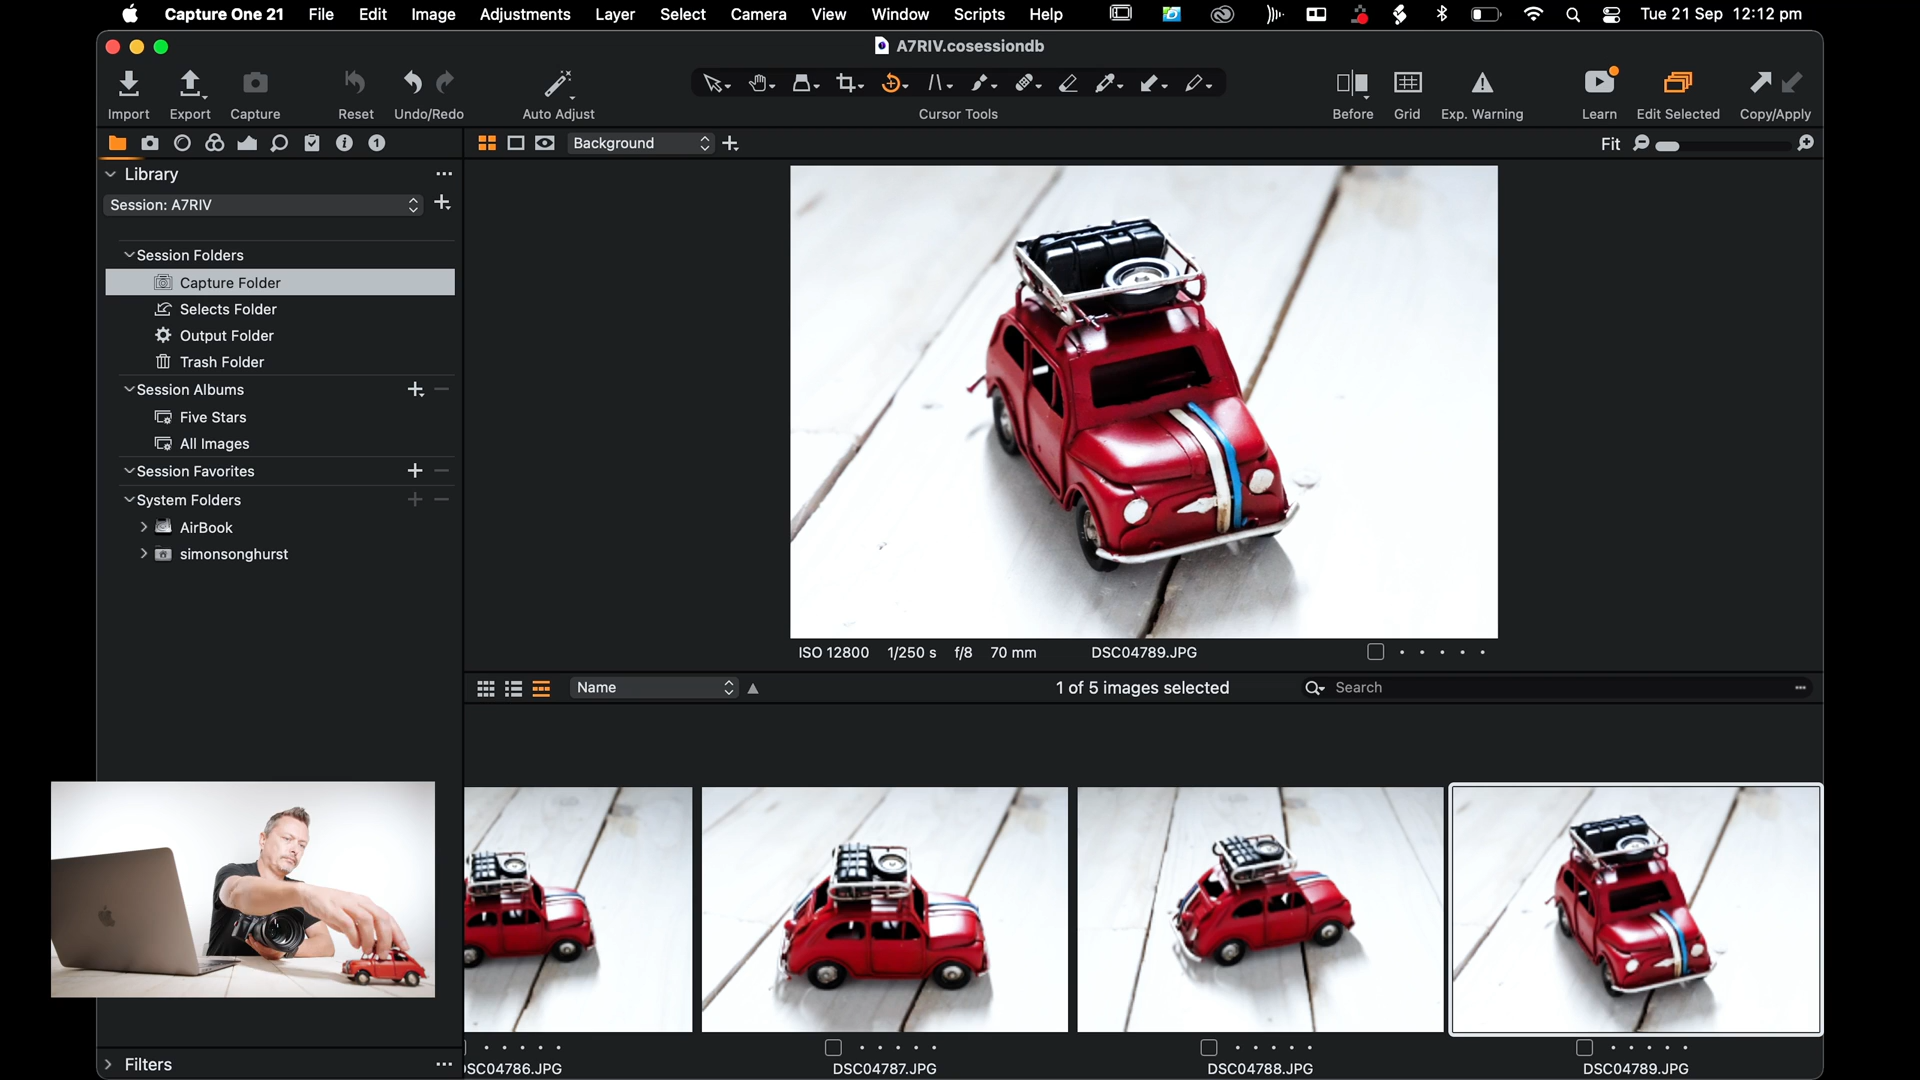 Capture One 21 File Edit Image Adjustments Layer Select Camera View Window Scripts Help Tue 21 Sep 12:12 pm
A7RIV.cosessiondb
Import Export Capture Reset Undo/Redo Auto Adjust Cursor Tools Before Grid Exp. Warning Learn Edit Selected Copy/Apply
Background Fit
Library
Session: A7RIV
Session Folders
Capture Folder
Selects Folder
Output Folder
Trash Folder
Session Albums
Five Stars
All Images
Session Favorites
System Folders
AirBook
simonsonghurst
ISO 12800 1/250 s f/8 70 mm DSC04789.JPG
Name 1 of 5 images selected Search
Filters
SC04786.JPG DSC04787.JPG DSC04788.JPG DSC04789.JPG